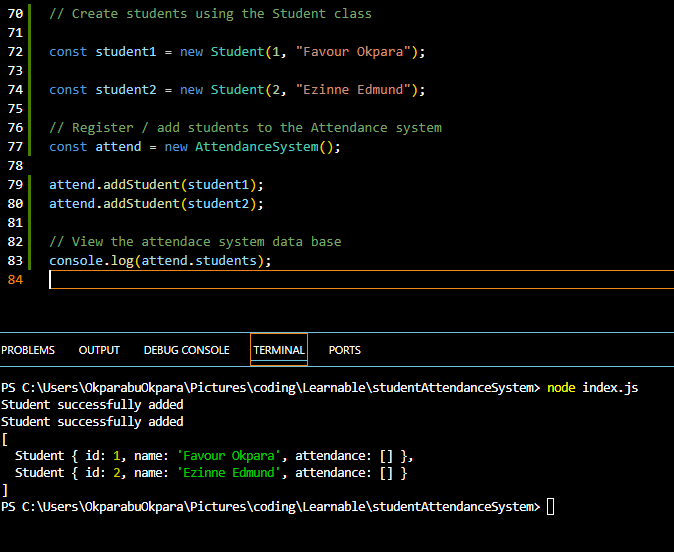 70 // Create students using the Student class
71
72 const student1 = new Student(1, "Favour Okpara");
73
74 const student2 = new Student(2, "Ezinne Edmund");
75
76 // Register / add students to the Attendance system
77 const attend = new AttendanceSystem();
78
79 attend.addStudent(student1);
80 attend.addStudent(student2);
81
82 // View the attendace system data base
83 console.log(attend.students);
84
PROBLEMS OUTPUT DEBUG CONSOLE TERMINAL PORTS
PS C:\Users\OkparabuOkpara\Pictures\coding\Learnable\studentAttendanceSystem> node index.js
Student successfully added
Student successfully added
[
  Student { id: 1, name: 'Favour Okpara', attendance: [] },
  Student { id: 2, name: 'Ezinne Edmund', attendance: [] }
]
PS C:\Users\OkparabuOkpara\Pictures\coding\Learnable\studentAttendanceSystem>